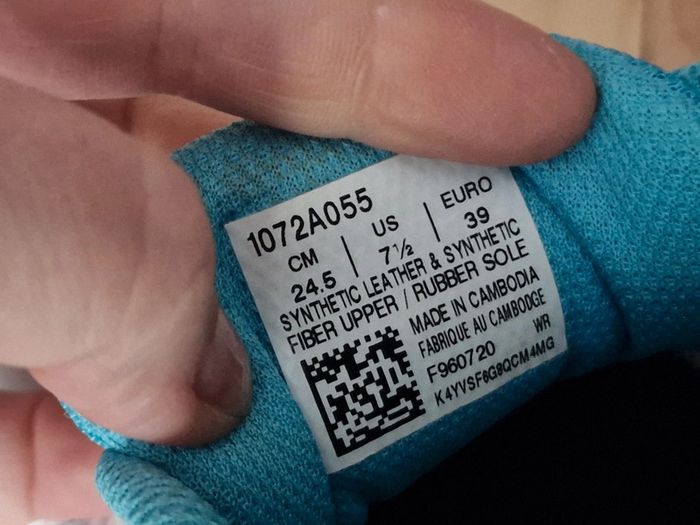 1072A055
CM | US | EURO
24.5 | 7½ | 39
SYNTHETIC LEATHER & SYNTHETIC
FIBER UPPER / RUBBER SOLE
MADE IN CAMBODIA
FABRIQUE AU CAMBODGE
WR
F960720
K4YVSF6G8QCM4MG